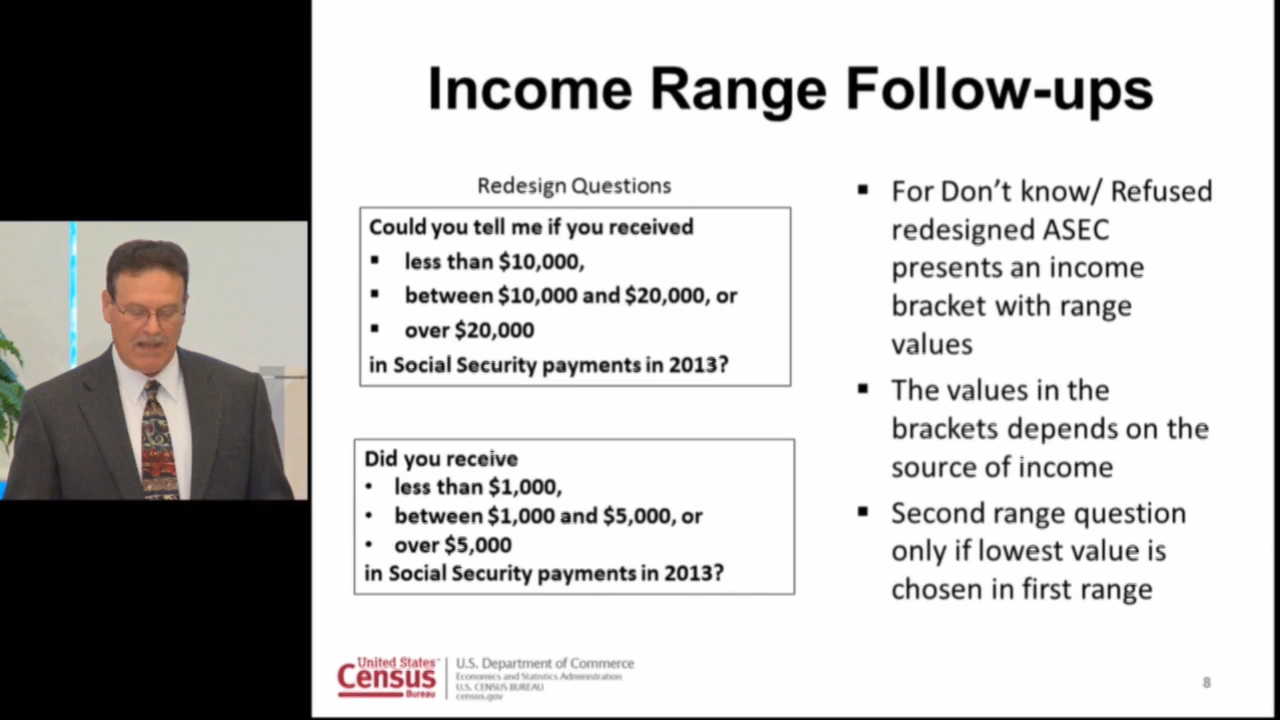 Income Range Follow-ups
Redesign Questions
Could you tell me if you received
▪ less than $10,000,
▪ between $10,000 and $20,000, or
▪ over $20,000
in Social Security payments in 2013?
Did you receive
• less than $1,000,
• between $1,000 and $5,000, or
• over $5,000
in Social Security payments in 2013?
▪ For Don't know/ Refused
redesigned ASEC
presents an income
bracket with range
values
▪ The values in the
brackets depends on the
source of income
▪ Second range question
only if lowest value is
chosen in first range
United States™
Census
Bureau
U.S. Department of Commerce
Economics and Statistics Administration
U.S. CENSUS BUREAU
census.gov
8